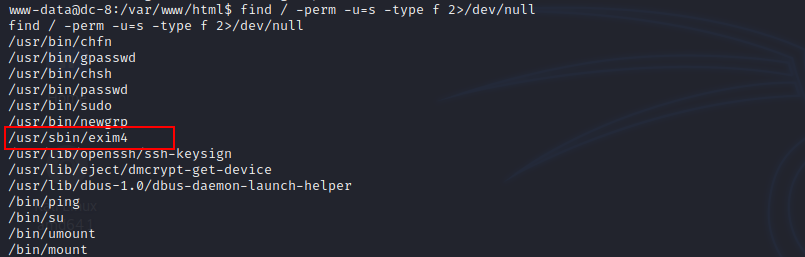 www-data@dc-8:/var/www/html$ find / -perm -u=s -type f 2>/dev/null
find / -perm -u=s -type f 2>/dev/null
/usr/bin/chfn
/usr/bin/gpasswd
/usr/bin/chsh
/usr/bin/passwd
/usr/bin/sudo
/usr/bin/newgrp
/usr/sbin/exim4
/usr/lib/openssh/ssh-keysign
/usr/lib/eject/dmcrypt-get-device
/usr/lib/dbus-1.0/dbus-daemon-launch-helper
/bin/ping
/bin/su
/bin/umount
/bin/mount